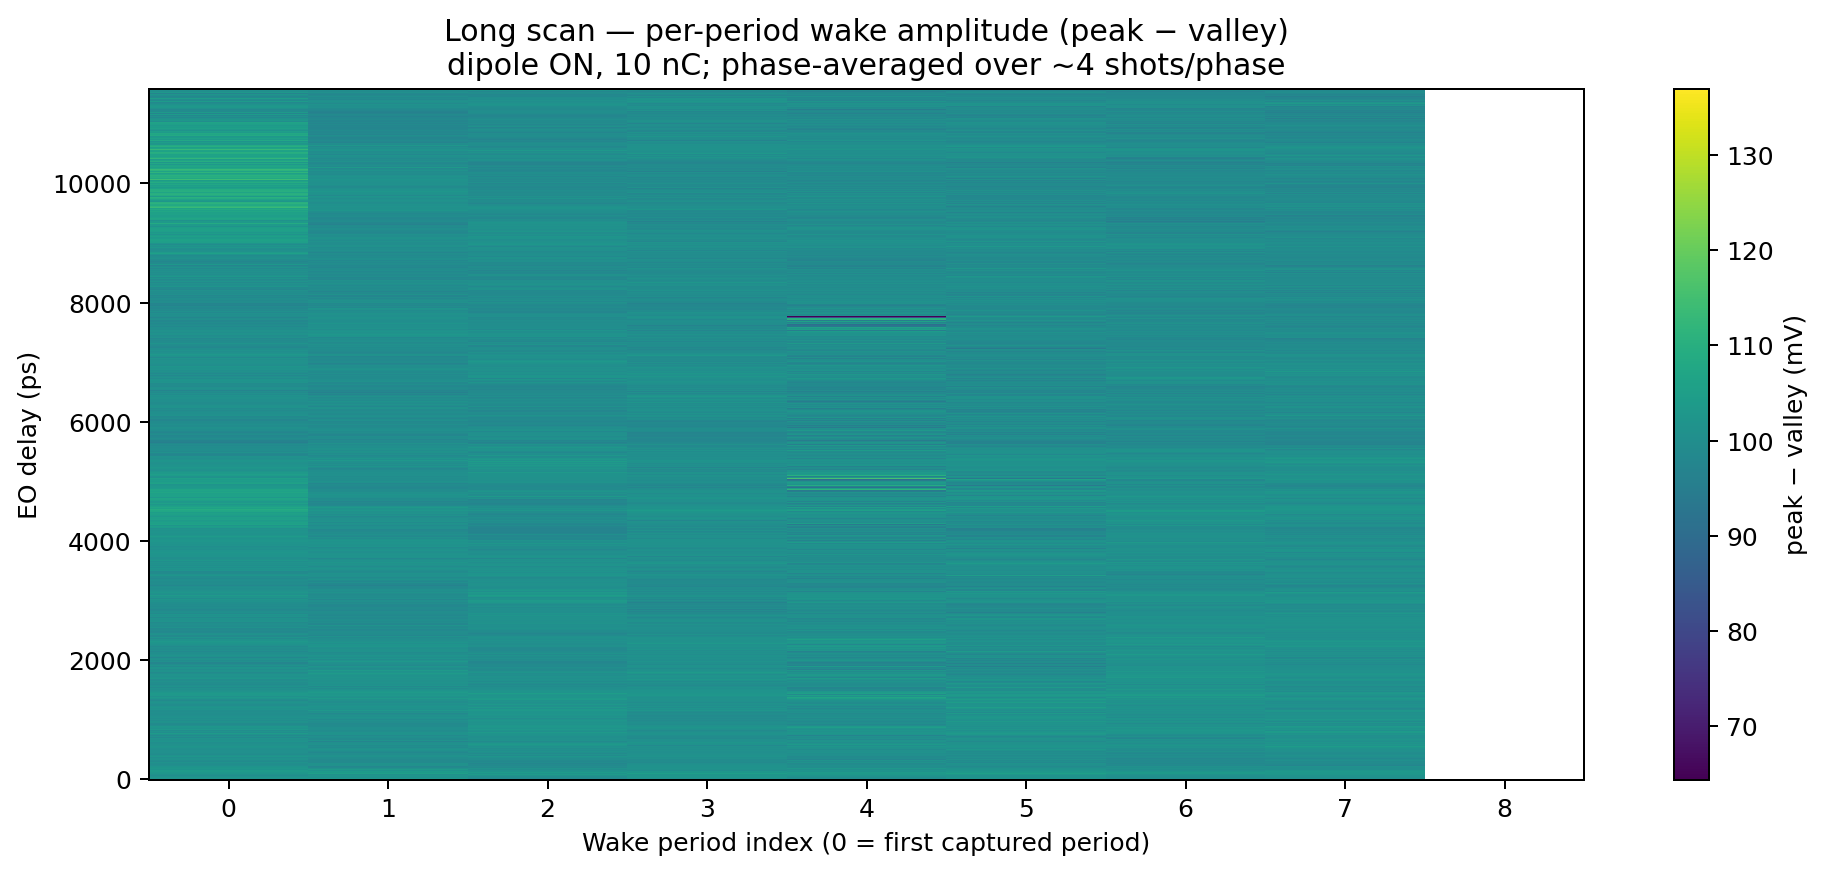 Long scan — per-period wake amplitude (peak − valley)
dipole ON, 10 nC; phase-averaged over ~4 shots/phase
EO delay (ps)
10000
8000
6000
4000
2000
0
0 1 2 3 4 5 6 7 8
Wake period index (0 = first captured period)
130
120
110
100
90
80
70
peak − valley (mV)